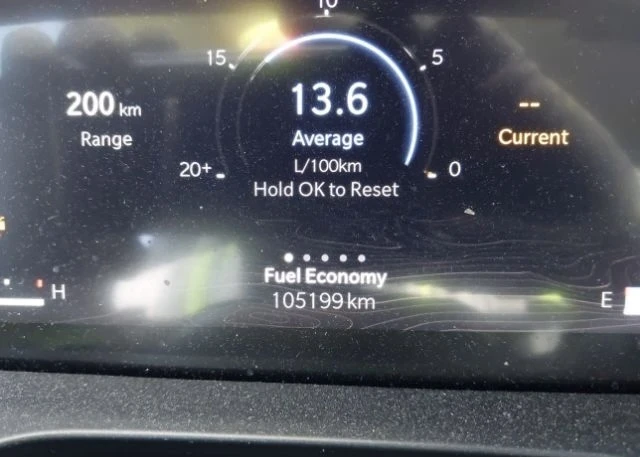 10
15 5
200 km 13.6 --
Range Average Current
20+ L/100km 0
Hold OK to Reset
Fuel Economy
H 105199 km E